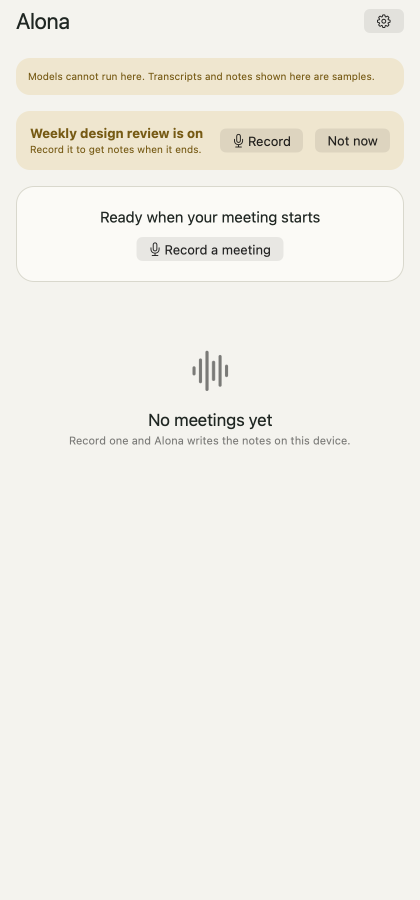 Alona
Models cannot run here. Transcripts and notes shown here are samples.
Weekly design review is on
Record it to get notes when it ends.
Record
Not now
Ready when your meeting starts
Record a meeting
No meetings yet
Record one and Alona writes the notes on this device.